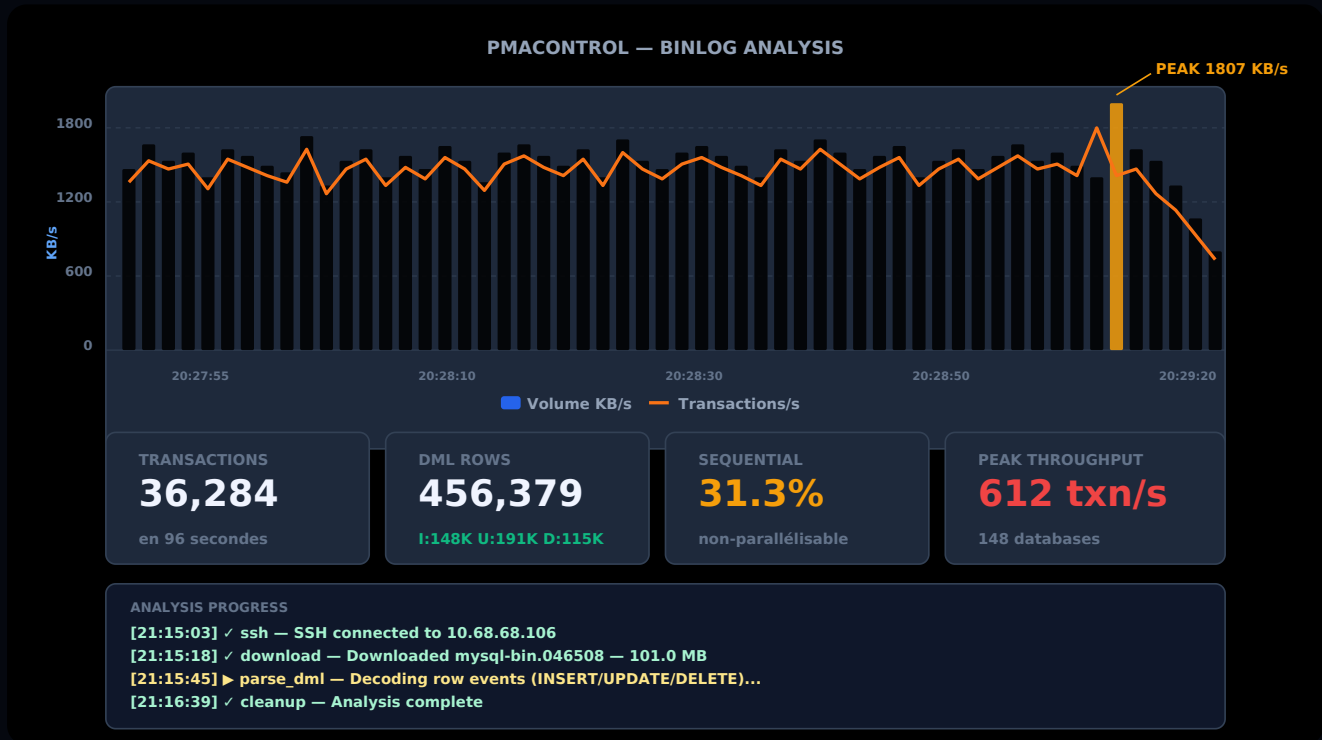 PMACONTROL — BINLOG ANALYSIS
PEAK 1807 KB/s
1800
1200
600
0
KB/s
20:27:55
20:28:10
20:28:30
20:28:50
20:29:20
Volume KB/s
Transactions/s
TRANSACTIONS
36,284
en 96 secondes
DML ROWS
456,379
I:148K U:191K D:115K
SEQUENTIAL
31.3%
non-parallélisable
PEAK THROUGHPUT
612 txn/s
148 databases
ANALYSIS PROGRESS
[21:15:03] ✓ ssh — SSH connected to 10.68.68.106
[21:15:18] ✓ download — Downloaded mysql-bin.046508 — 101.0 MB
[21:15:45] ▶ parse_dml — Decoding row events (INSERT/UPDATE/DELETE)...
[21:16:39] ✓ cleanup — Analysis complete